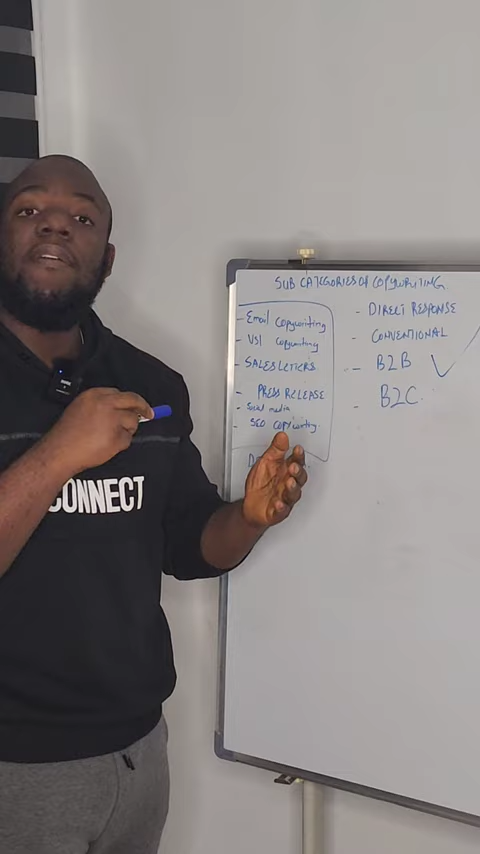 SUB CATEGORIES OF COPYWRITING
- Email copywriting
- VSL copywriting
- SALES LETTERS
- PRESS RELEASE
- Social media
- SEO copywriting
- DIRECT RESPONSE
- CONVENTIONAL
- B2B
- B2C
CONNECT